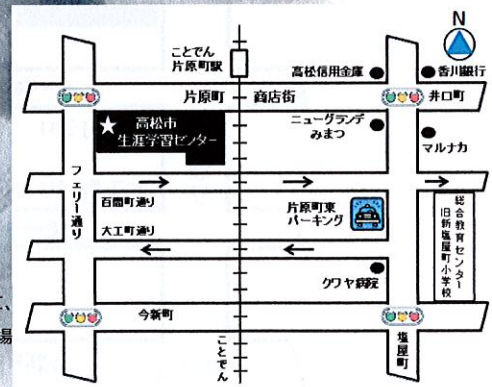 N
ことでん
片原町駅
高松信用金庫
香川銀行
片原町
商店街
井口町
高松市
生涯学習センター
ニューグランデ
みまつ
マルナカ
フェリー通り
百間町通り
片原町東
パーキング
大工町通り
総合教育センター
旧新塩屋町小学校
クワヤ病院
今新町
ことでん
塩屋町
場